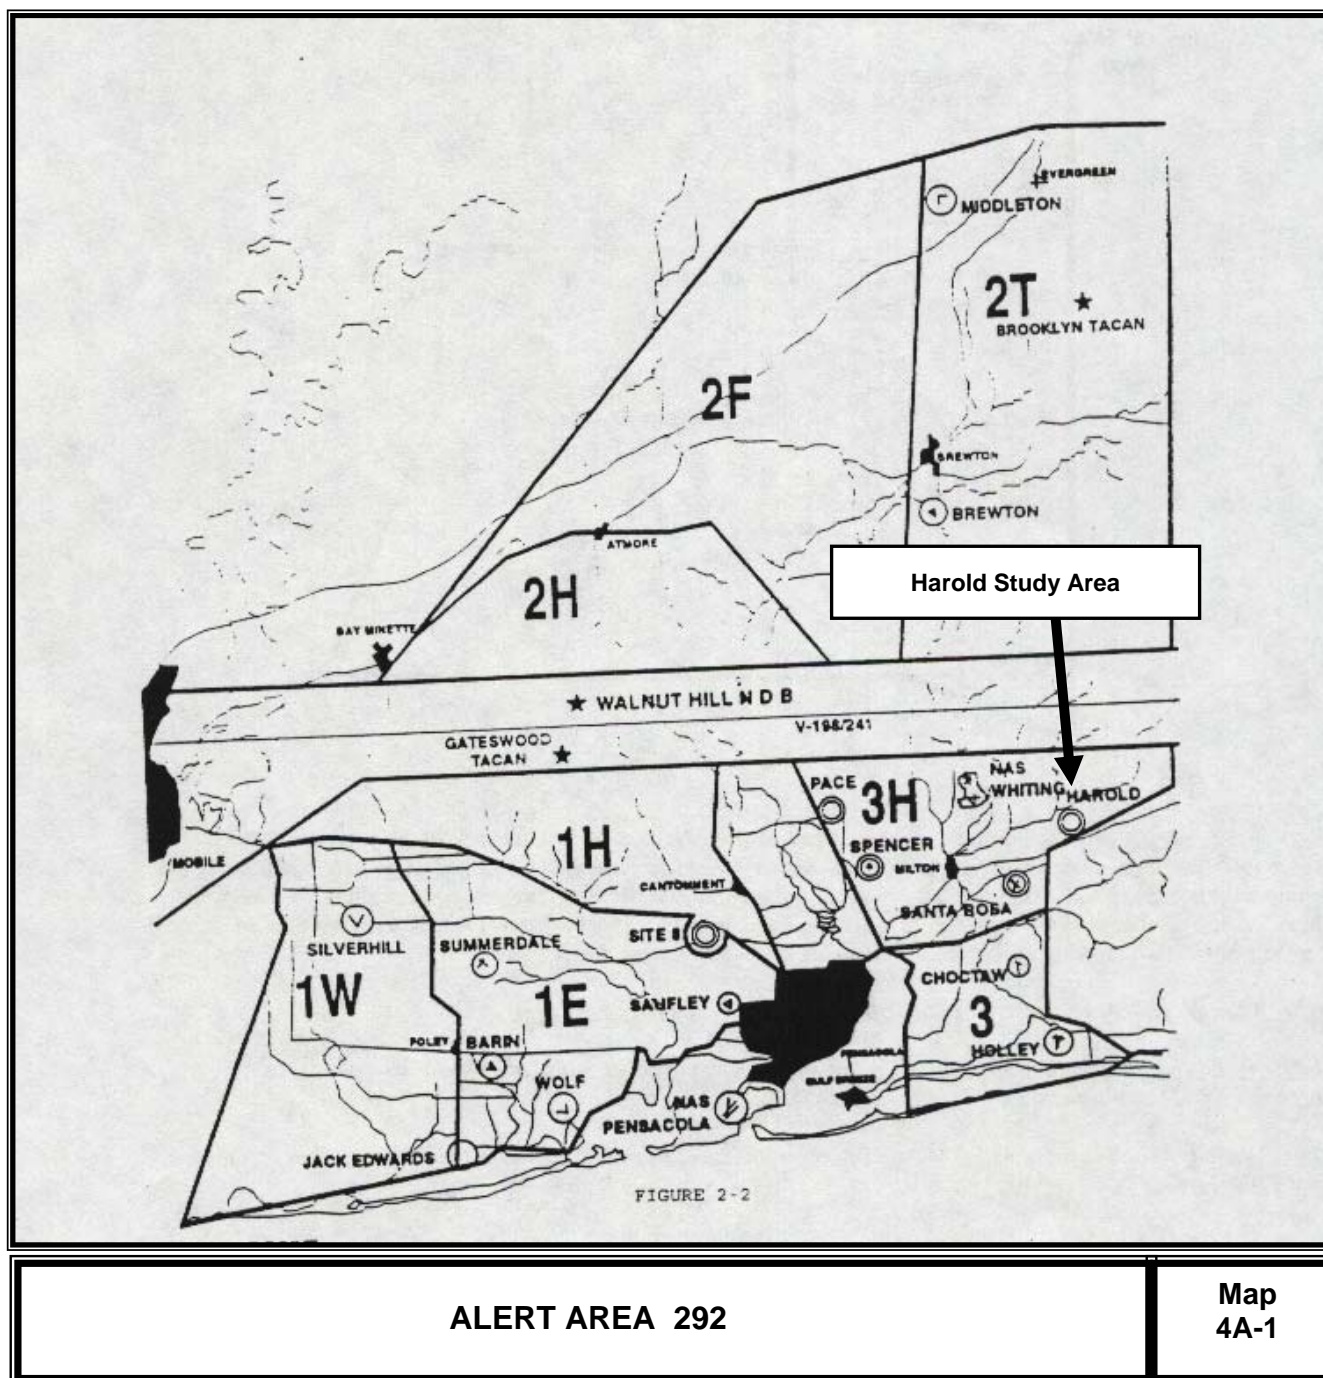 EVERGREEN
MIDDLETON
2T
BROOKLYN TACAN
2F
BREWTON
BREWTON
ATMORE
Harold Study Area
2H
BAY MINETTE
WALNUT HILL N D B
V-198/241
GATESWOOD
TACAN
NAS
WHITING
PACE
3H
HAROLD
1H
SPENCER
MOBILE
MILTON
CANTONMENT
SANTA ROSA
SITE 8
SILVERHILL
SUMMERDALE
CHOCTAW
1W
1E
SAUFLEY
3
FOLEY
BARIN
HOLLEY
PENSACOLA
GULF BREEZE
WOLF
NAS
PENSACOLA
JACK EDWARDS
FIGURE 2-2
ALERT AREA 292
Map
4A-1